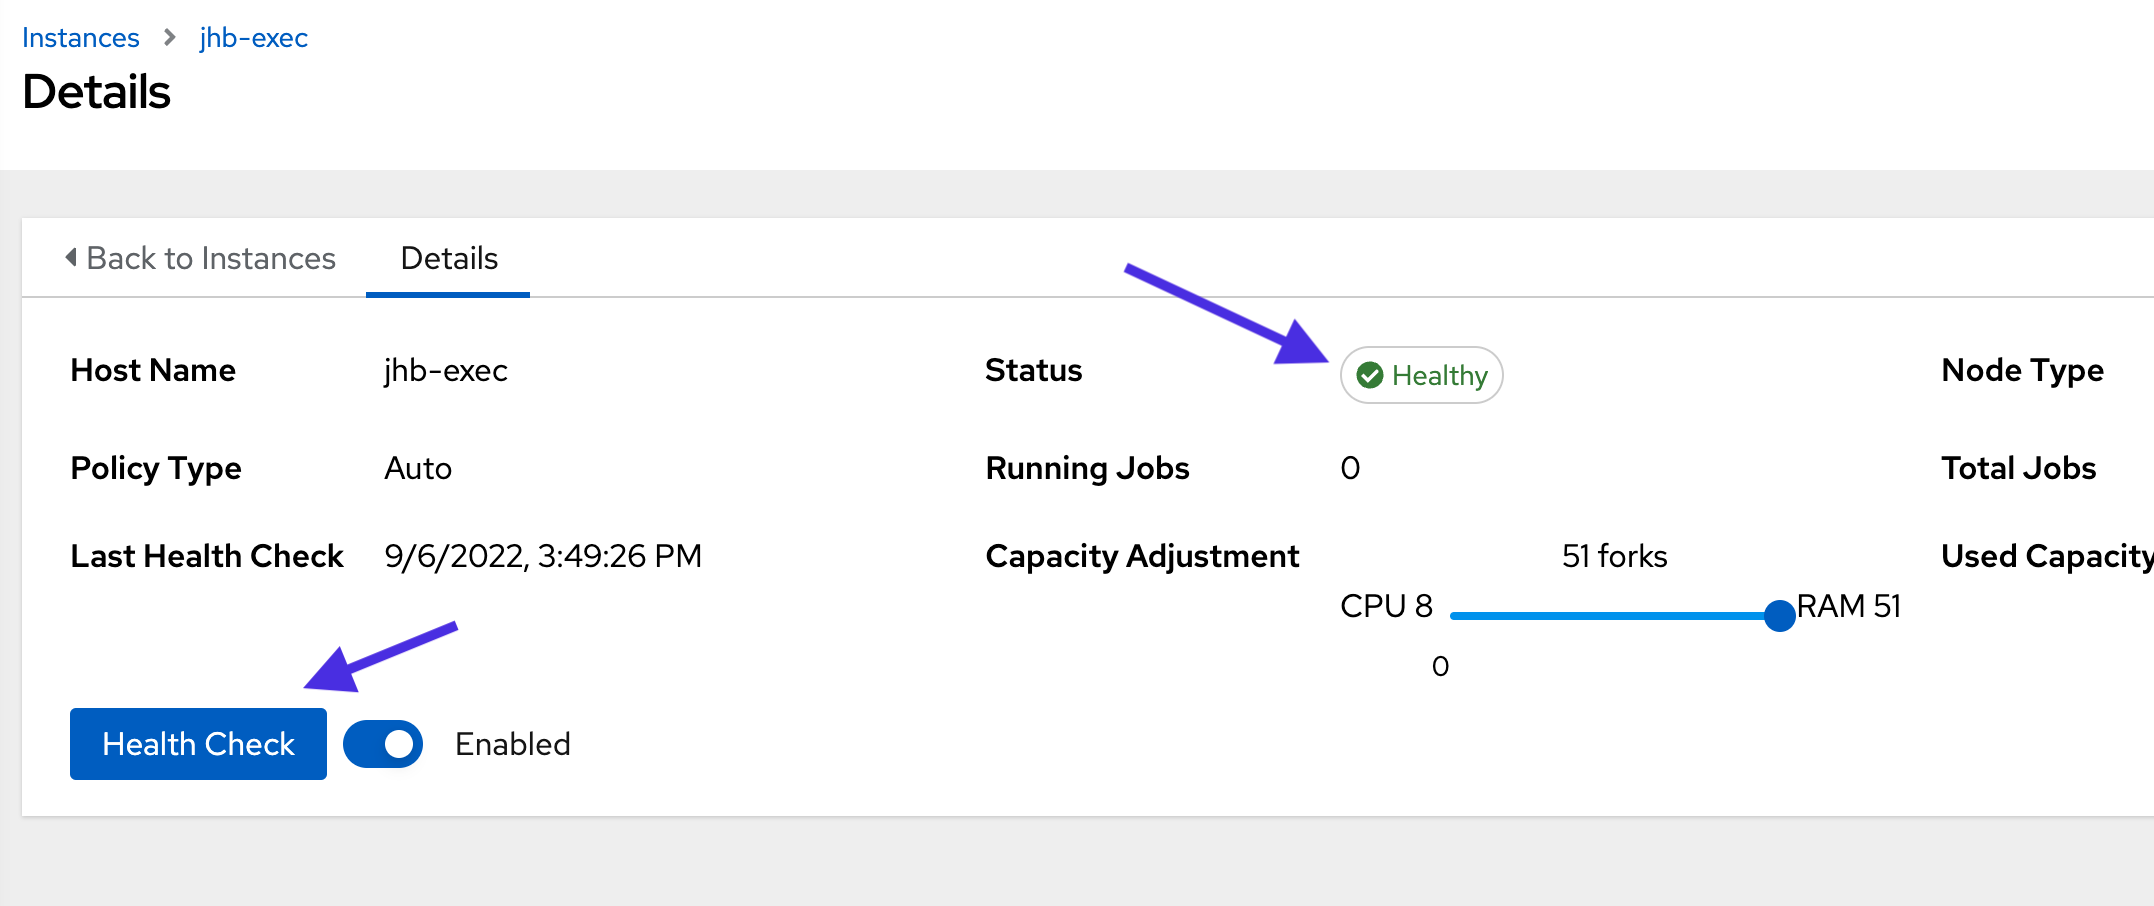 Instances > jhb-exec
Details
Back to Instances Details
Host Name jhb-exec Status Healthy Node Type
Policy Type Auto Running Jobs 0 Total Jobs
Last Health Check 9/6/2022, 3:49:26 PM Capacity Adjustment 51 forks Used Capacity
CPU 8 RAM 51
0
Health Check Enabled